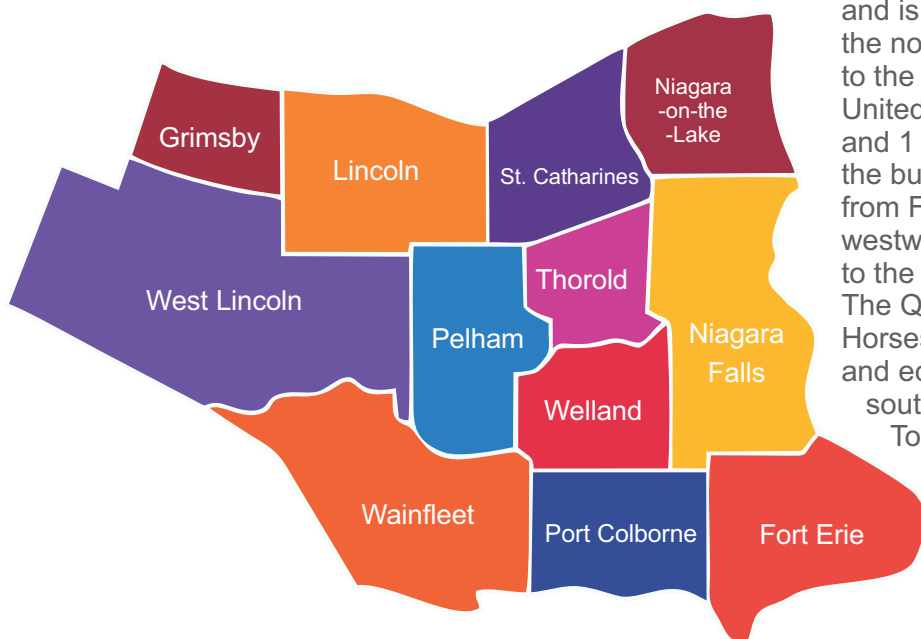 and is
the no
to the
United
and 1
the bu
from F
westw
to the
The Q
Horses
and ec
sout
To
Niagara
-on-the
-Lake
Grimsby
Lincoln
St. Catharines
West Lincoln
Thorold
Pelham
Niagara
Falls
Welland
Wainfleet
Port Colborne
Fort Erie